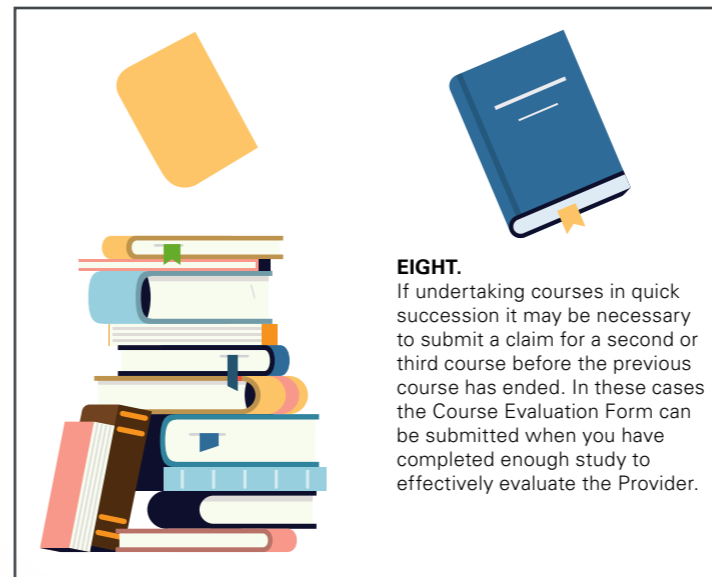 EIGHT.
If undertaking courses in quick
succession it may be necessary
to submit a claim for a second or
third course before the previous
course has ended. In these cases
the Course Evaluation Form can
be submitted when you have
completed enough study to
effectively evaluate the Provider.